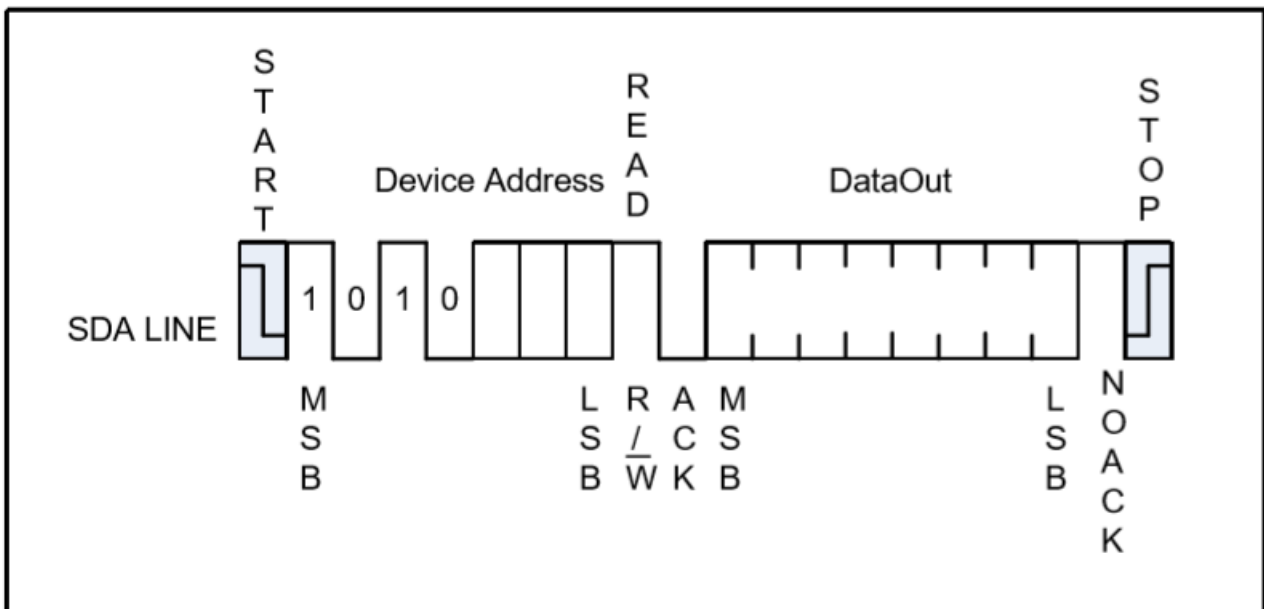 START
READ
STOP
Device Address
DataOut
1 0 1 0
SDA LINE
MSB
LSB
R/W
ACK
MSB
LSB
NOACK